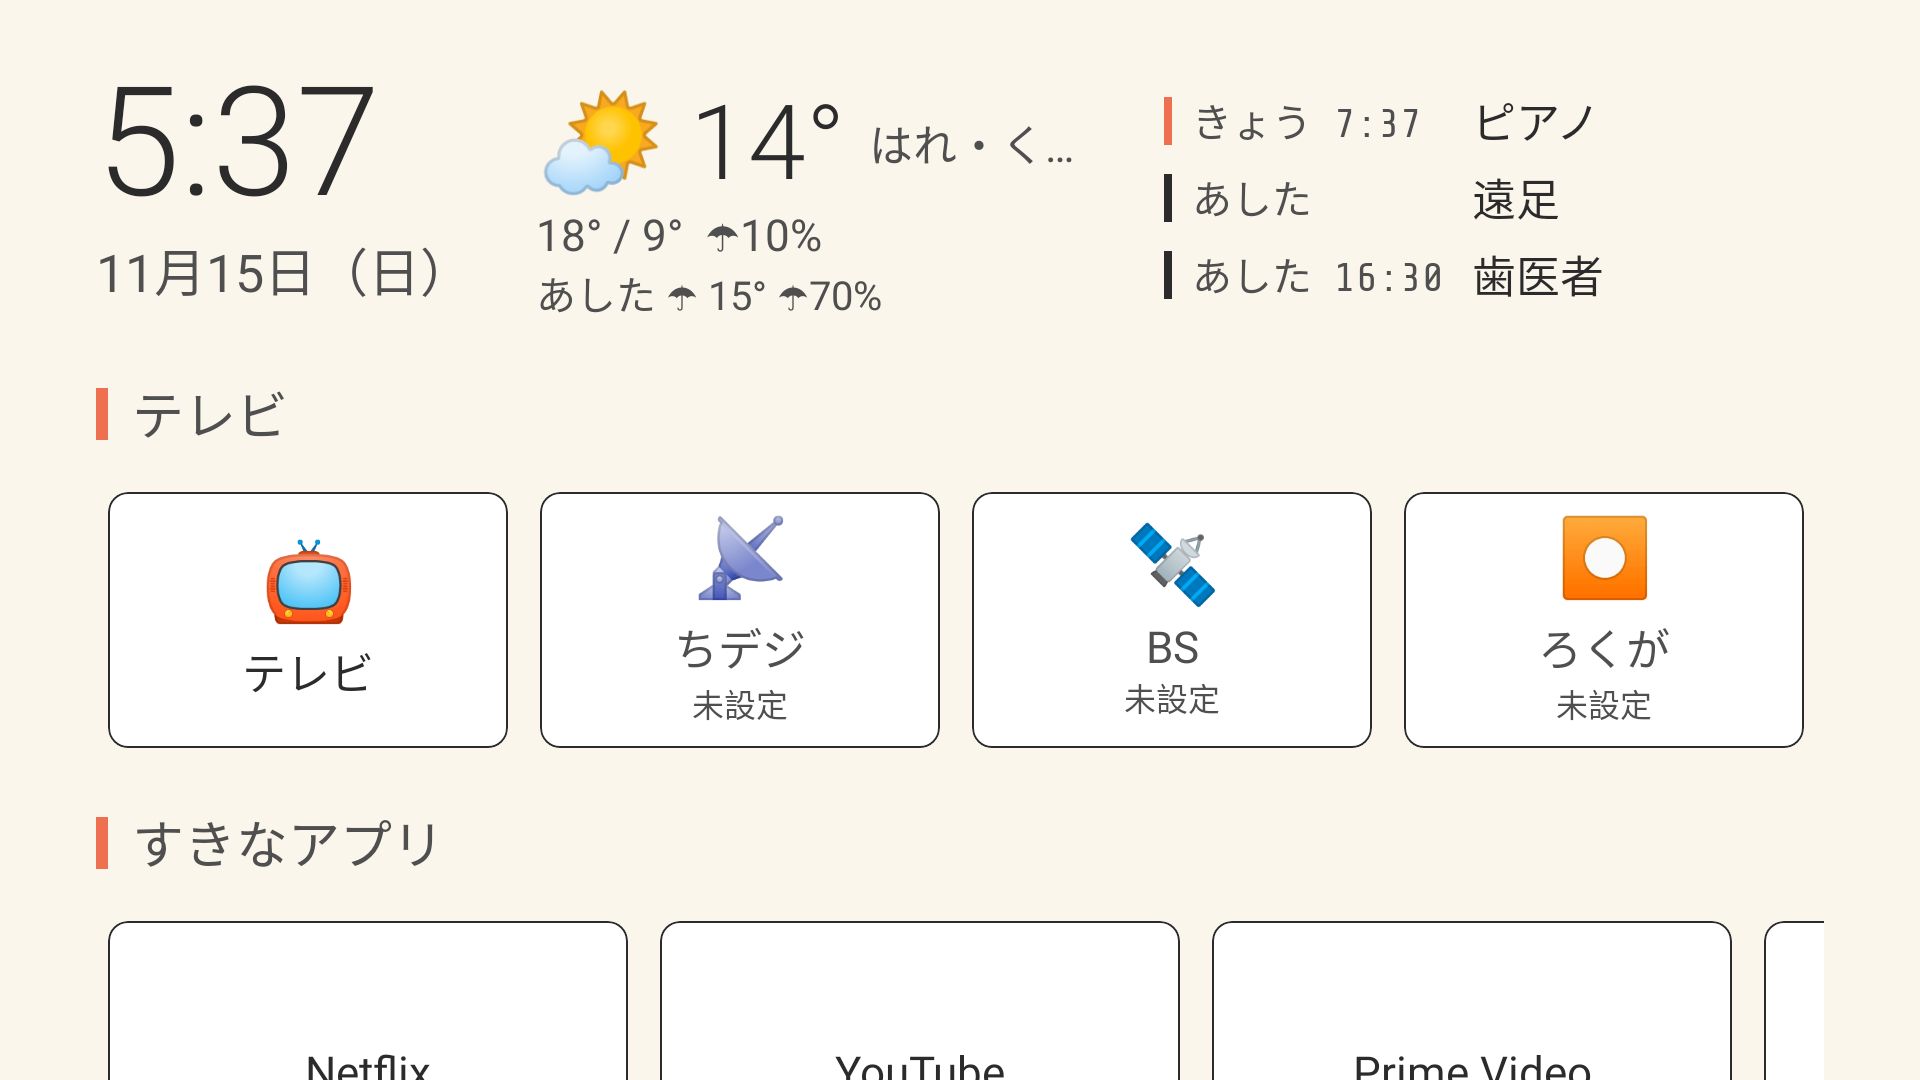 5:37
11月15日（日）
14° はれ・く…
18° / 9° ☂10%
あした ☂ 15° ☂70%
きょう 7:37 ピアノ
あした 遠足
あした 16:30 歯医者
テレビ
テレビ
ちデジ
未設定
BS
未設定
ろくが
未設定
すきなアプリ
Netflix
YouTube
Prime Video